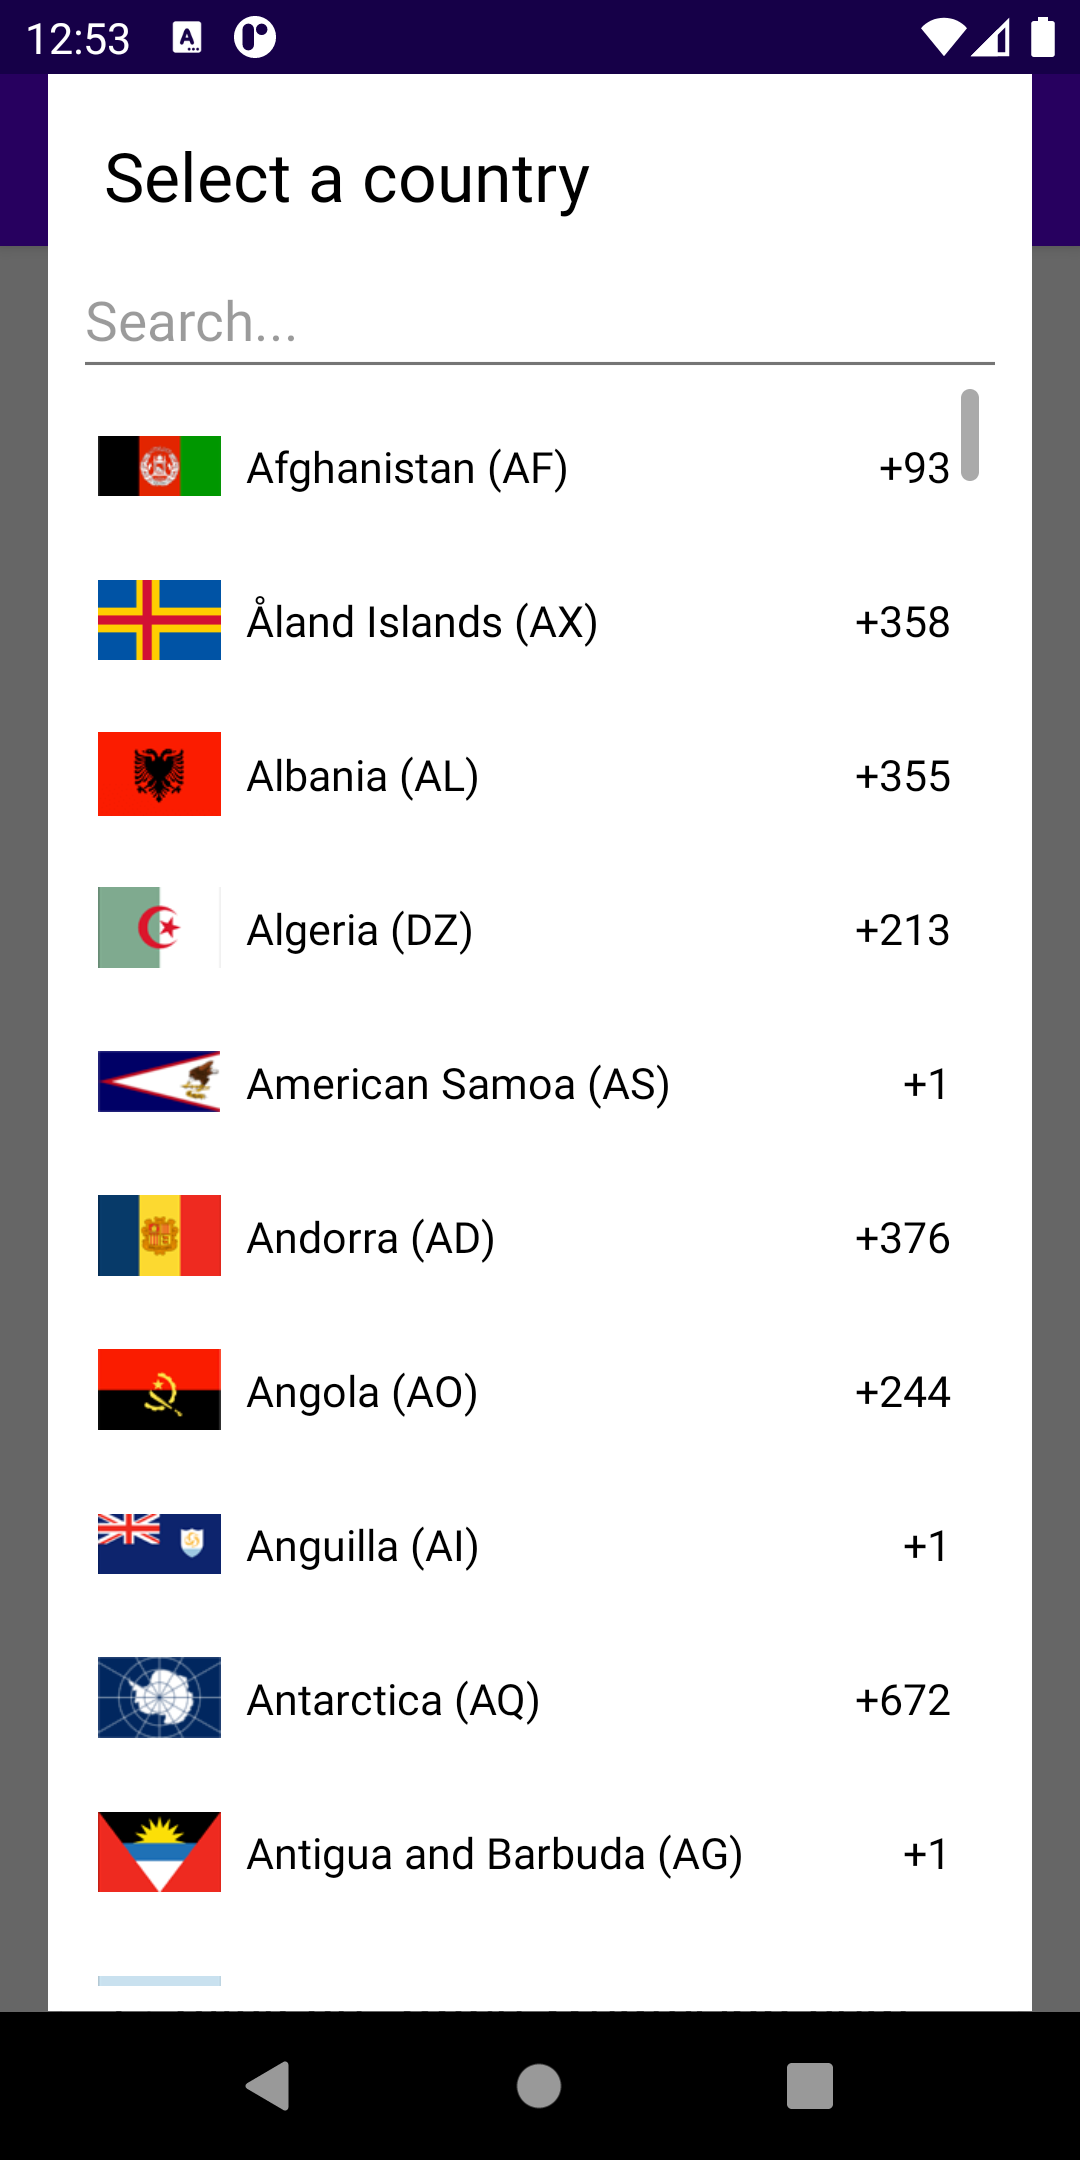 12:53
Select a country
Search...
Afghanistan (AF) +93
Åland Islands (AX) +358
Albania (AL) +355
Algeria (DZ) +213
American Samoa (AS) +1
Andorra (AD) +376
Angola (AO) +244
Anguilla (AI) +1
Antarctica (AQ) +672
Antigua and Barbuda (AG) +1